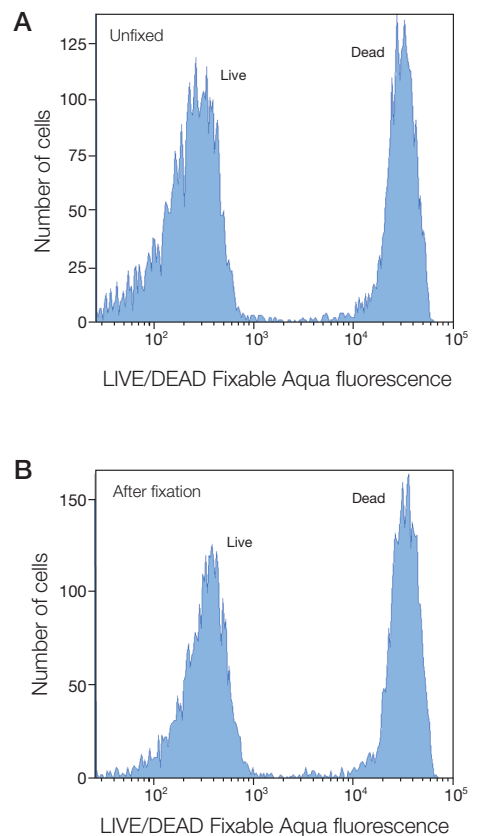 A
Unfixed
Live
Dead
125
100
75
50
25
0
Number of cells
10²
10³
10⁴
10⁵
LIVE/DEAD Fixable Aqua fluorescence
B
After fixation
Live
Dead
150
100
50
0
Number of cells
10²
10³
10⁴
10⁵
LIVE/DEAD Fixable Aqua fluorescence